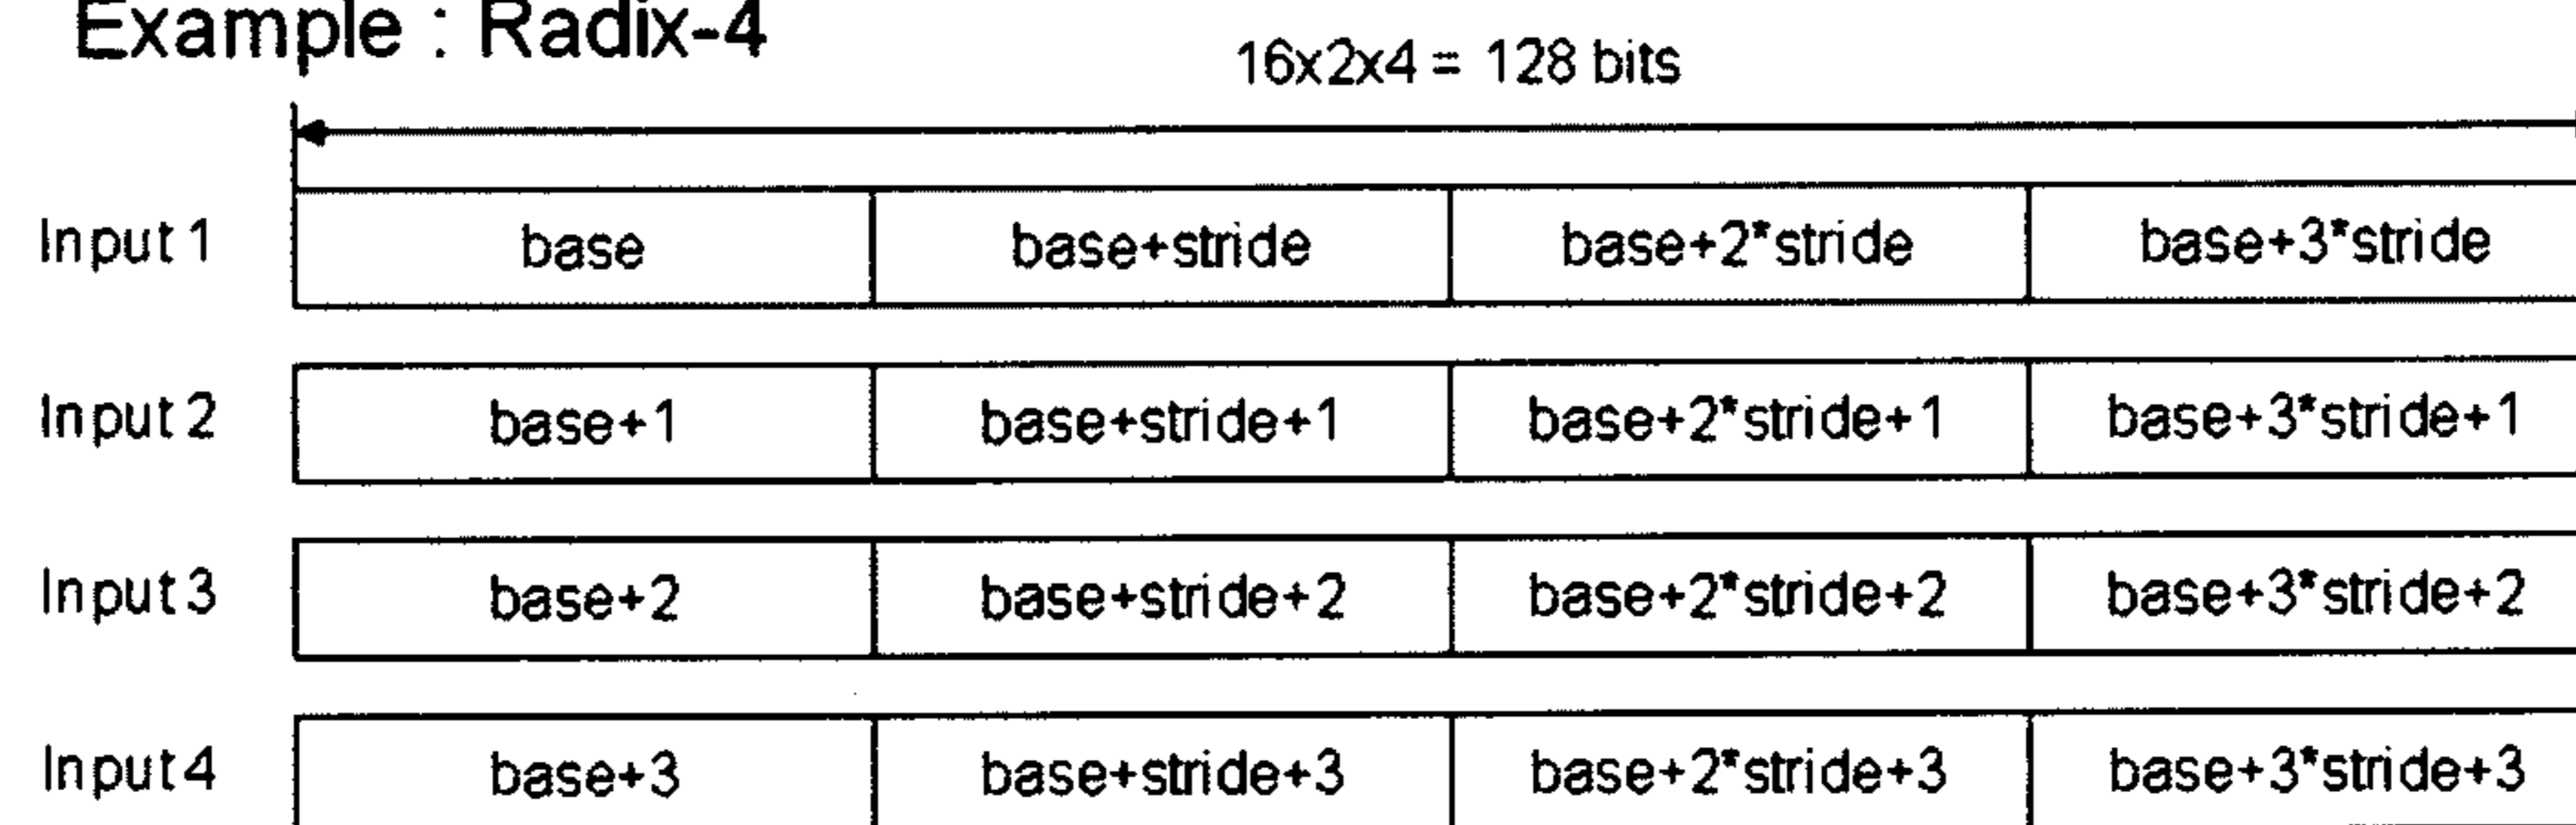 Example : Radix-4
16x2x4 = 128 bits
Input 1 base base+stride base+2*stride base+3*stride
Input 2 base+1 base+stride+1 base+2*stride+1 base+3*stride+1
Input 3 base+2 base+stride+2 base+2*stride+2 base+3*stride+2
Input 4 base+3 base+stride+3 base+2*stride+3 base+3*stride+3